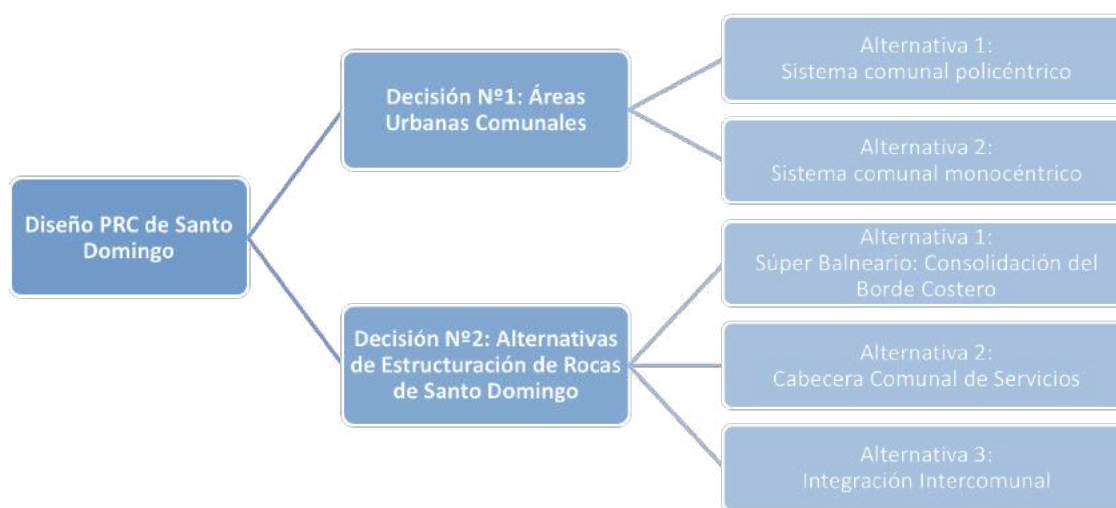 Diseño PRC de Santo
Domingo
Decisión Nº1: Áreas
Urbanas Comunales
Alternativa 1:
Sistema comunal policéntrico
Alternativa 2:
Sistema comunal monocéntrico
Decisión Nº2: Alternativas
de Estructuración de Rocas
de Santo Domingo
Alternativa 1:
Súper Balneario: Consolidación del
Borde Costero
Alternativa 2:
Cabecera Comunal de Servicios
Alternativa 3:
Integración Intercomunal